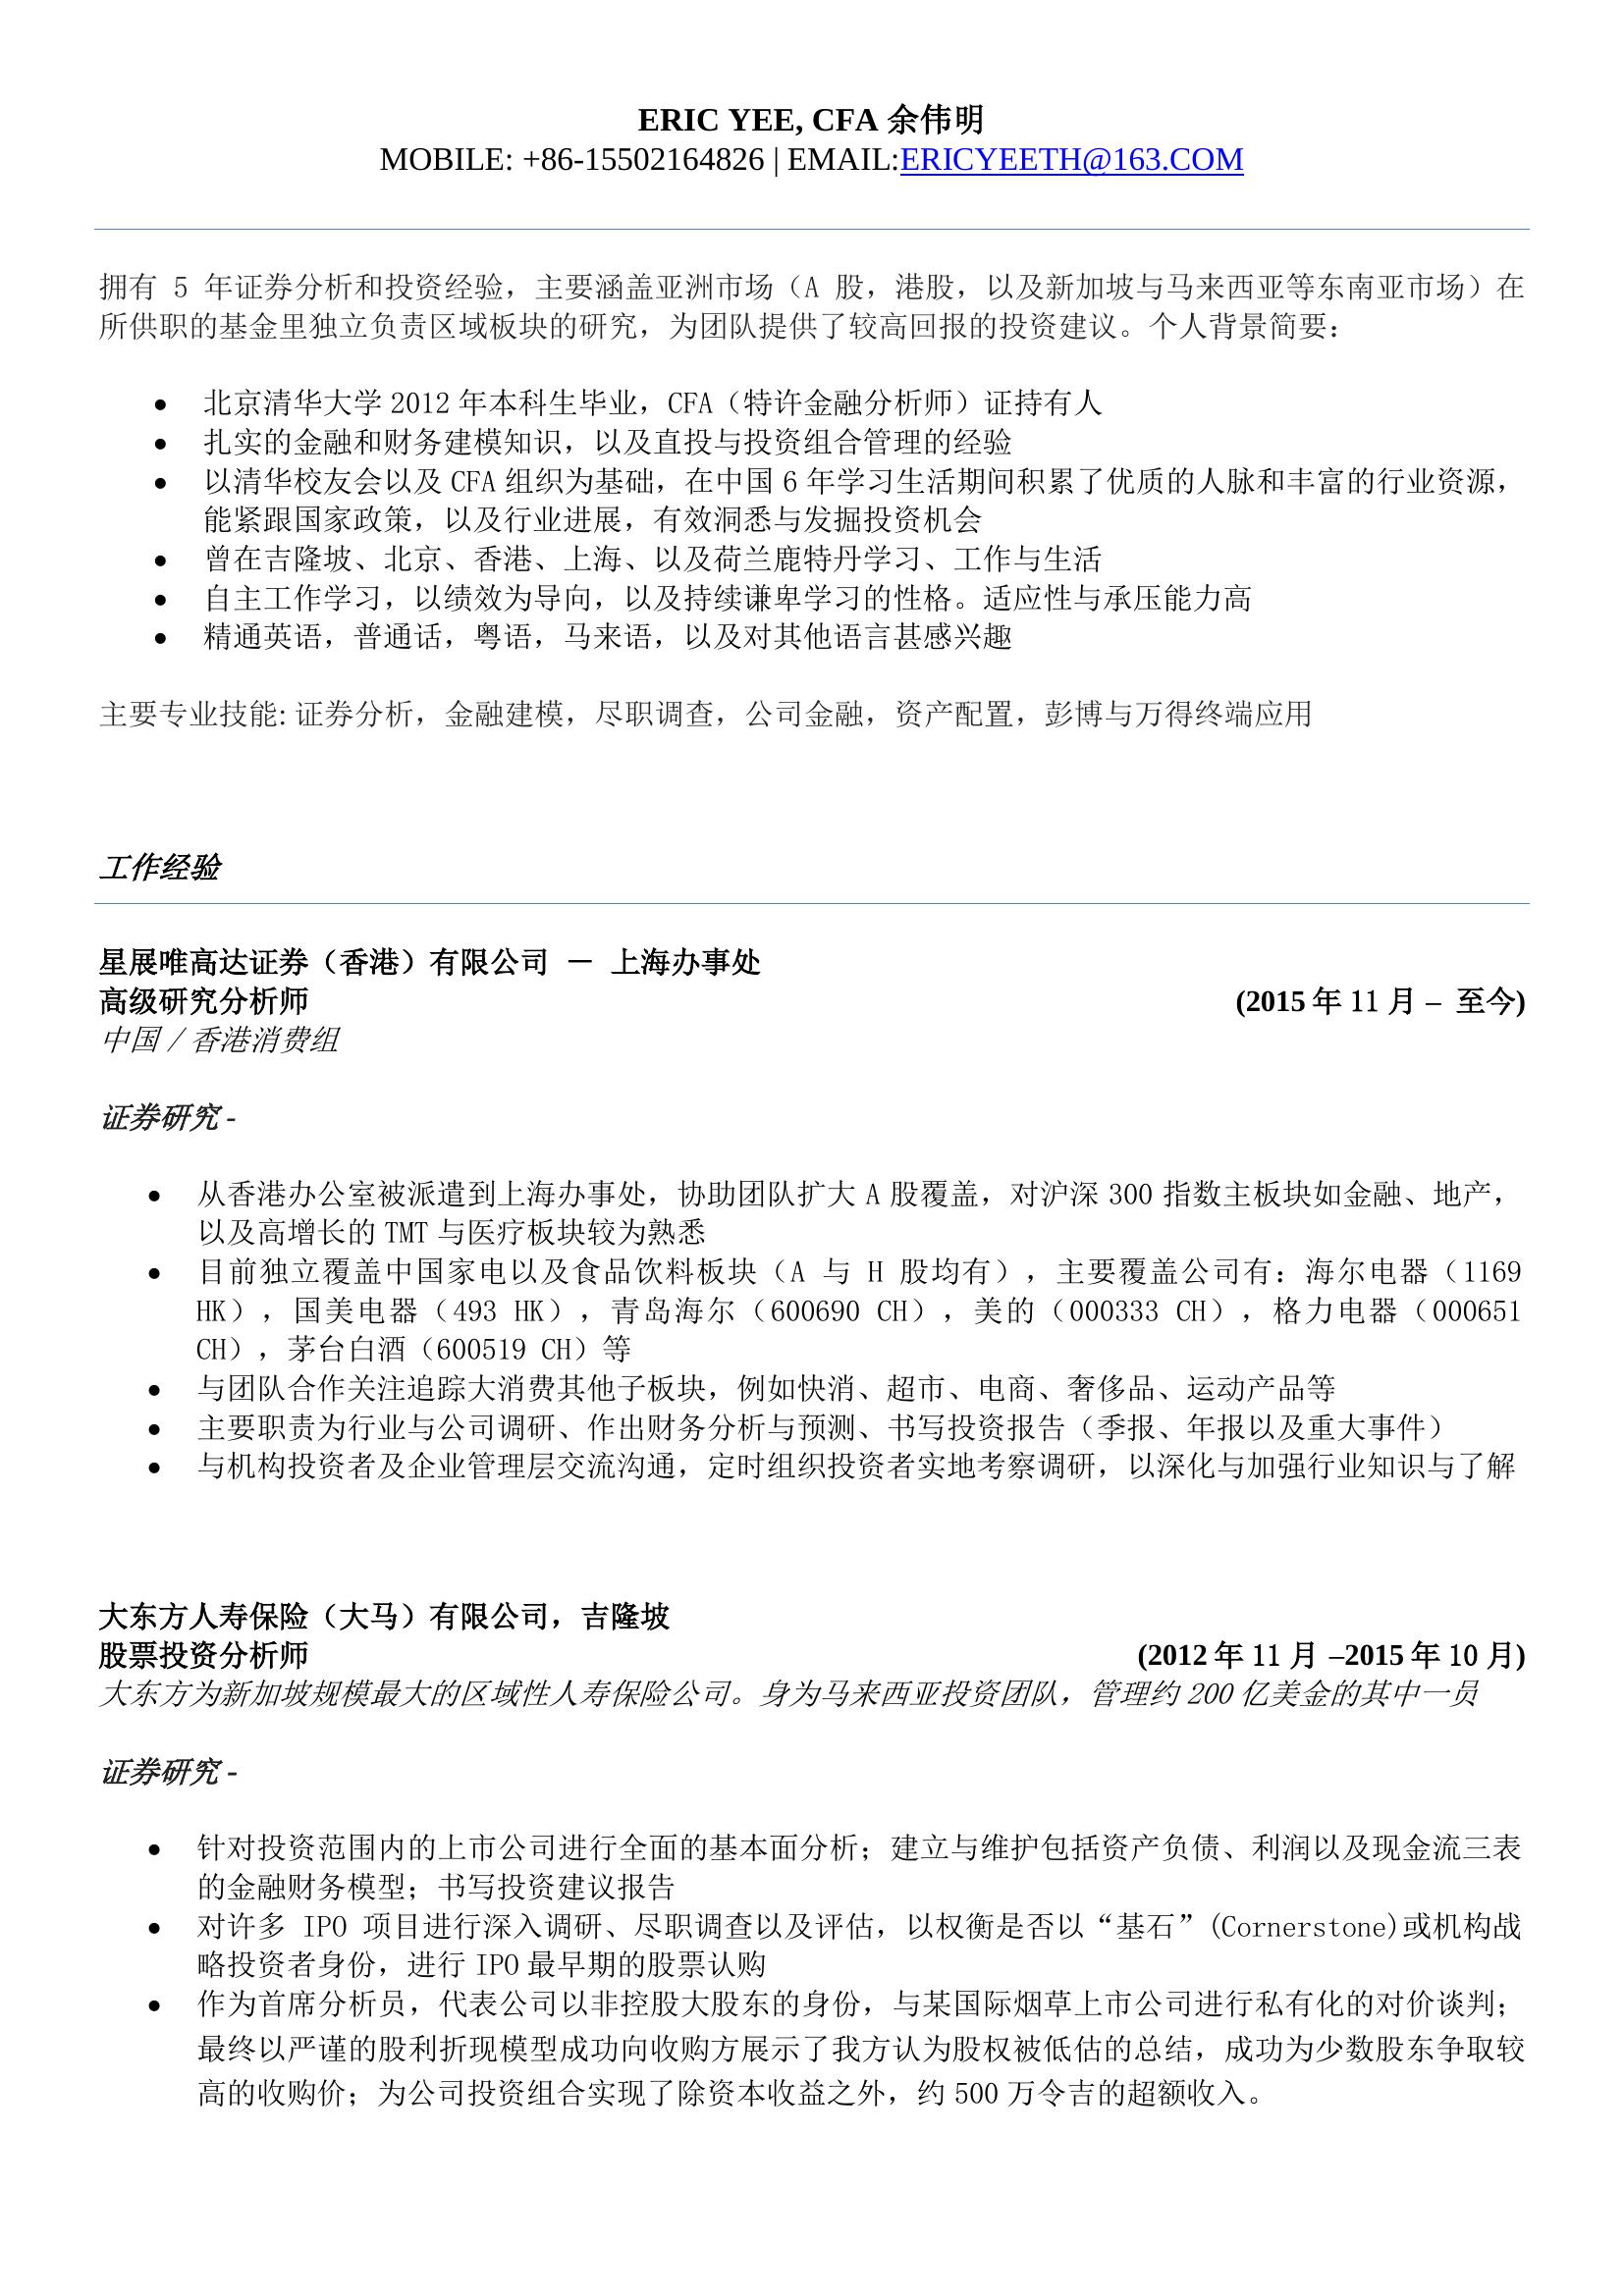 ERIC YEE, CFA 余伟明
MOBILE: +86-15502164826 | EMAIL:ERICYEETH@163.COM
拥有 5 年证券分析和投资经验，主要涵盖亚洲市场（A 股，港股，以及新加坡与马来西亚等东南亚市场）在
所供职的基金里独立负责区域板块的研究，为团队提供了较高回报的投资建议。个人背景简要：
● 北京清华大学 2012 年本科生毕业，CFA（特许金融分析师）证持有人
● 扎实的金融和财务建模知识，以及直投与投资组合管理的经验
● 以清华校友会以及 CFA 组织为基础，在中国 6 年学习生活期间积累了优质的人脉和丰富的行业资源，
能紧跟国家政策，以及行业进展，有效洞悉与发掘投资机会
● 曾在吉隆坡、北京、香港、上海、以及荷兰鹿特丹学习、工作与生活
● 自主工作学习，以绩效为导向，以及持续谦卑学习的性格。适应性与承压能力高
● 精通英语，普通话，粤语，马来语，以及对其他语言甚感兴趣
主要专业技能: 证券分析，金融建模，尽职调查，公司金融，资产配置，彭博与万得终端应用
工作经验
星展唯高达证券（香港）有限公司 － 上海办事处
高级研究分析师 (2015 年 11 月 – 至今)
中国 / 香港消费组
证券研究 -
● 从香港办公室被派遣到上海办事处，协助团队扩大 A 股覆盖，对沪深 300 指数主板块如金融、地产，
以及高增长的 TMT 与医疗板块较为熟悉
● 目前独立覆盖中国家电以及食品饮料板块（A 与 H 股均有），主要覆盖公司有：海尔电器（1169
HK），国美电器（493 HK），青岛海尔（600690 CH），美的（000333 CH），格力电器（000651
CH），茅台白酒（600519 CH）等
● 与团队合作关注追踪大消费其他子板块，例如快消、超市、电商、奢侈品、运动产品等
● 主要职责为行业与公司调研、作出财务分析与预测、书写投资报告（季报、年报以及重大事件）
● 与机构投资者及企业管理层交流沟通，定时组织投资者实地考察调研，以深化与加强行业知识与了解
大东方人寿保险（大马）有限公司，吉隆坡
股票投资分析师 (2012 年 11 月 –2015 年 10 月)
大东方为新加坡规模最大的区域性人寿保险公司。身为马来西亚投资团队，管理约 200 亿美金的其中一员
证券研究 -
● 针对投资范围内的上市公司进行全面的基本面分析；建立与维护包括资产负债、利润以及现金流三表
的金融财务模型；书写投资建议报告
● 对许多 IPO 项目进行深入调研、尽职调查以及评估，以权衡是否以“基石”(Cornerstone)或机构战
略投资者身份，进行 IPO 最早期的股票认购
● 作为首席分析员，代表公司以非控股大股东的身份，与某国际烟草上市公司进行私有化的对价谈判；
最终以严谨的股利折现模型成功向收购方展示了我方认为股权被低估的总结，成功为少数股东争取较
高的收购价；为公司投资组合实现了除资本收益之外，约 500 万令吉的超额收入。